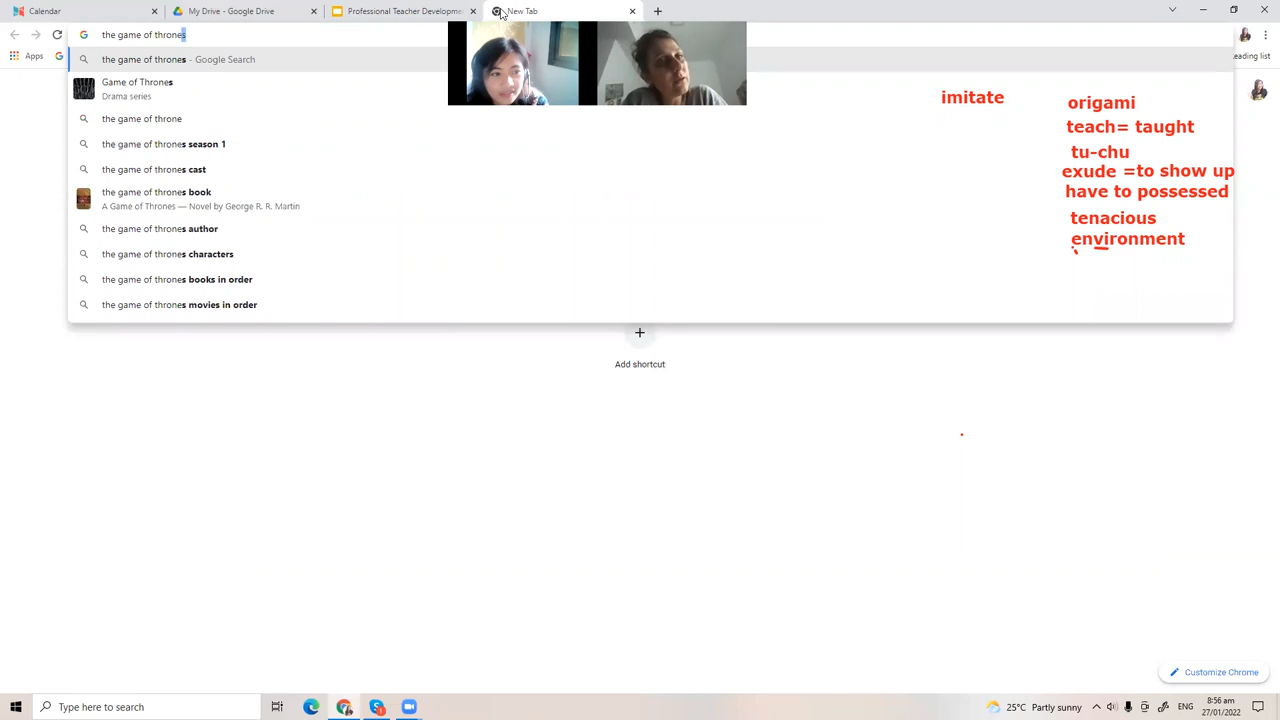 Calendar
My Drive - Google Drive
Professional Teacher Developme
New Tab
the game of thrones
Apps
eading list
the game of thrones - Google Search
Game of Thrones
Drama series
the game of throne
the game of thrones season 1
the game of thrones cast
the game of thrones book
A Game of Thrones — Novel by George R. R. Martin
the game of thrones author
the game of thrones characters
the game of thrones books in order
the game of thrones movies in order
imitate
origami
teach= taught
tu-chu
exude =to show up
have to possessed
tenacious
environment
Add shortcut
Customize Chrome
Type here to search
25°C Partly sunny
ENG
8:56 am
27/01/2022